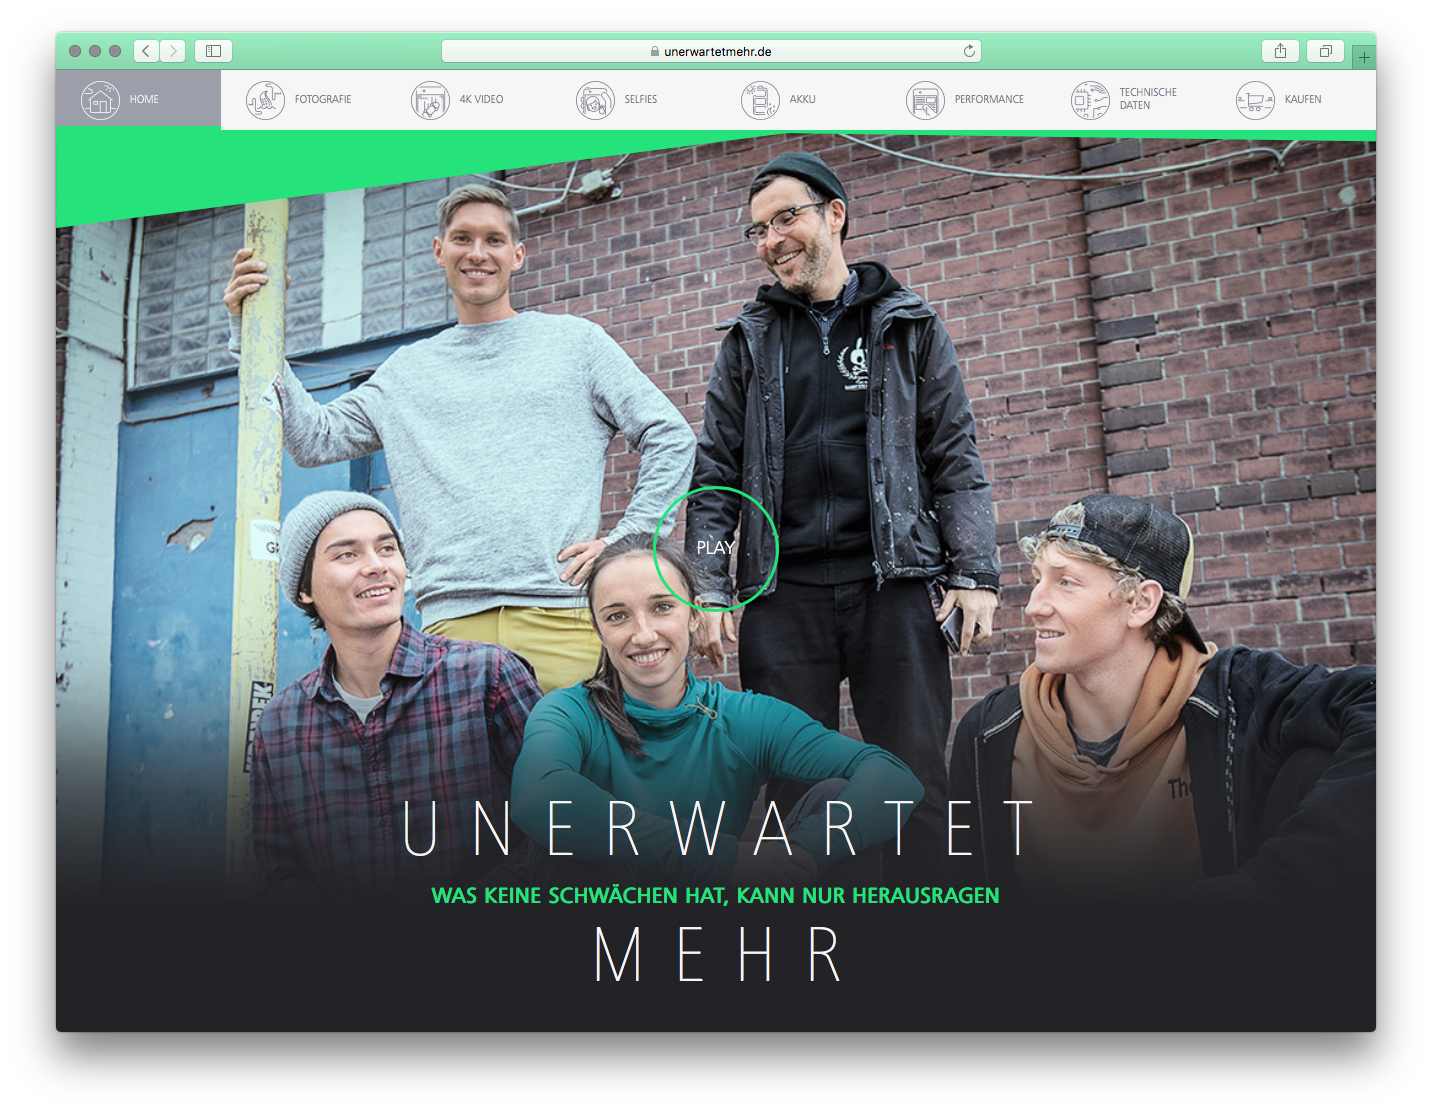 unerwartetmehr.de
HOME
FOTOGRAFIE
4K VIDEO
SELFIES
AKKU
PERFORMANCE
TECHNISCHE
DATEN
KAUFEN
PLAY
The
UNERWARTET
WAS KEINE SCHWÄCHEN HAT, KANN NUR HERAUSRAGEN
MEHR